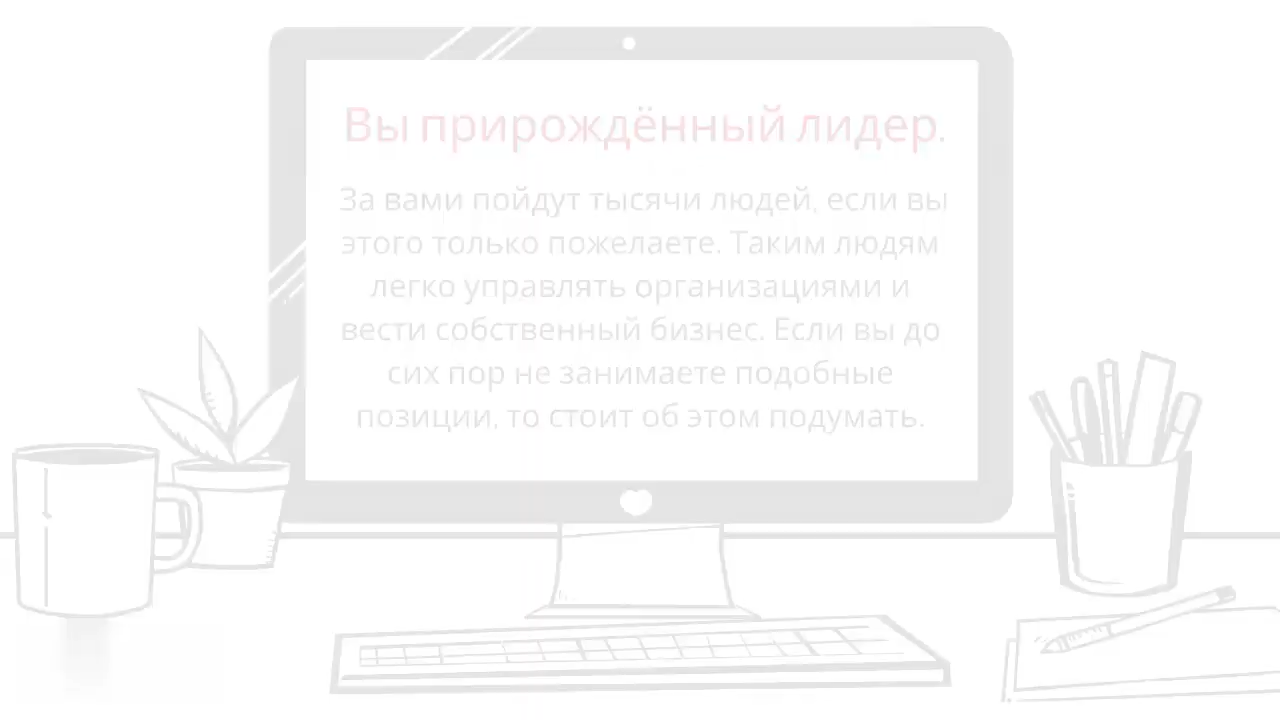 Вы прирождённый лидер.
За вами пойдут тысячи людей, если вы
этого только пожелаете. Таким людям
легко управлять организациями и
вести собственный бизнес. Если вы до
сих пор не занимаете подобные
позиции, то стоит об этом подумать.